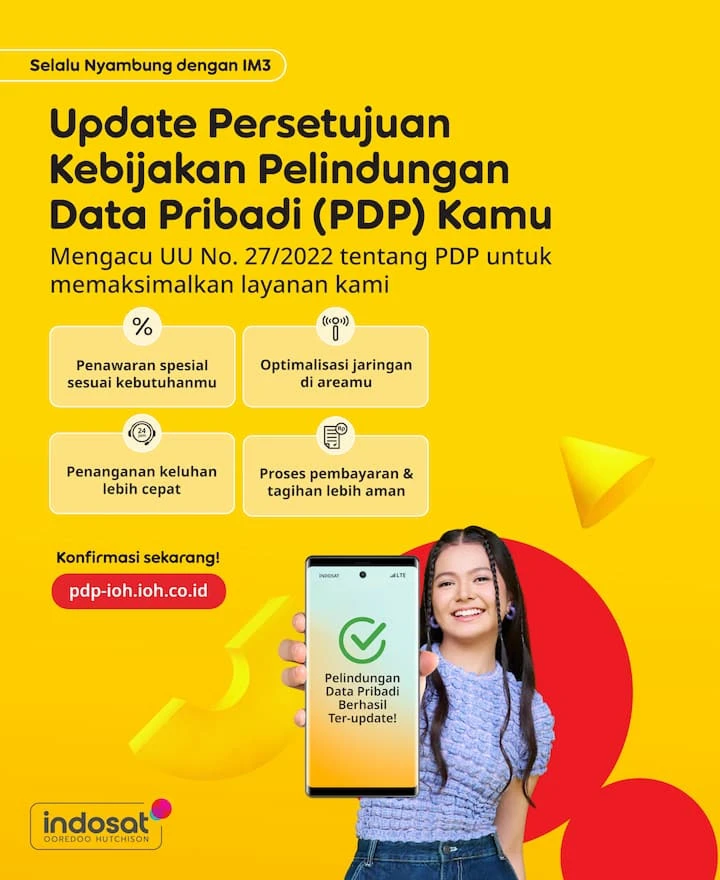 Selalu Nyambung dengan IM3
Update Persetujuan
Kebijakan Pelindungan
Data Pribadi (PDP) Kamu
Mengacu UU No. 27/2022 tentang PDP untuk
memaksimalkan layanan kami
%
Penawaran spesial
sesuai kebutuhanmu
Optimalisasi jaringan
di areamu
24
Penanganan keluhan
lebih cepat
Rp
Proses pembayaran &
tagihan lebih aman
Konfirmasi sekarang!
pdp-ioh.ioh.co.id
INDOSAT
LTE
Pelindungan
Data Pribadi
Berhasil
Ter-update!
indosat
OOREDOO HUTCHISON